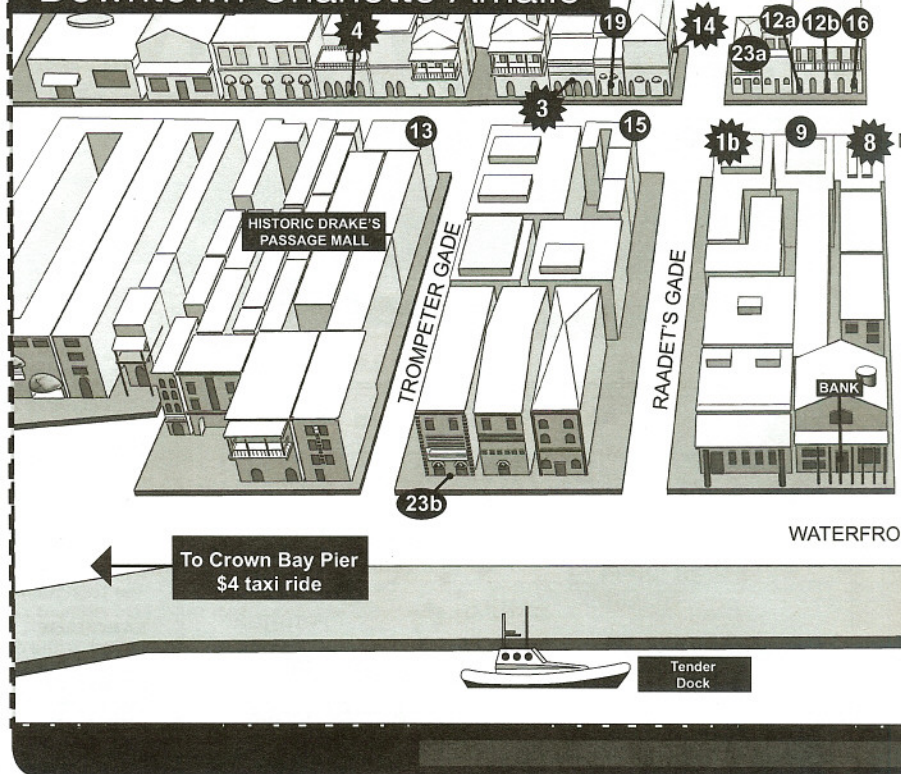 Downtown Charlotte Amalie
4
19
14
12a
12b
16
23a
3
13
15
1b
9
8
HISTORIC DRAKE'S
PASSAGE MALL
TROMPETER GADE
RAADET'S GADE
BANK
23b
WATERFRO
To Crown Bay Pier
$4 taxi ride
Tender
Dock